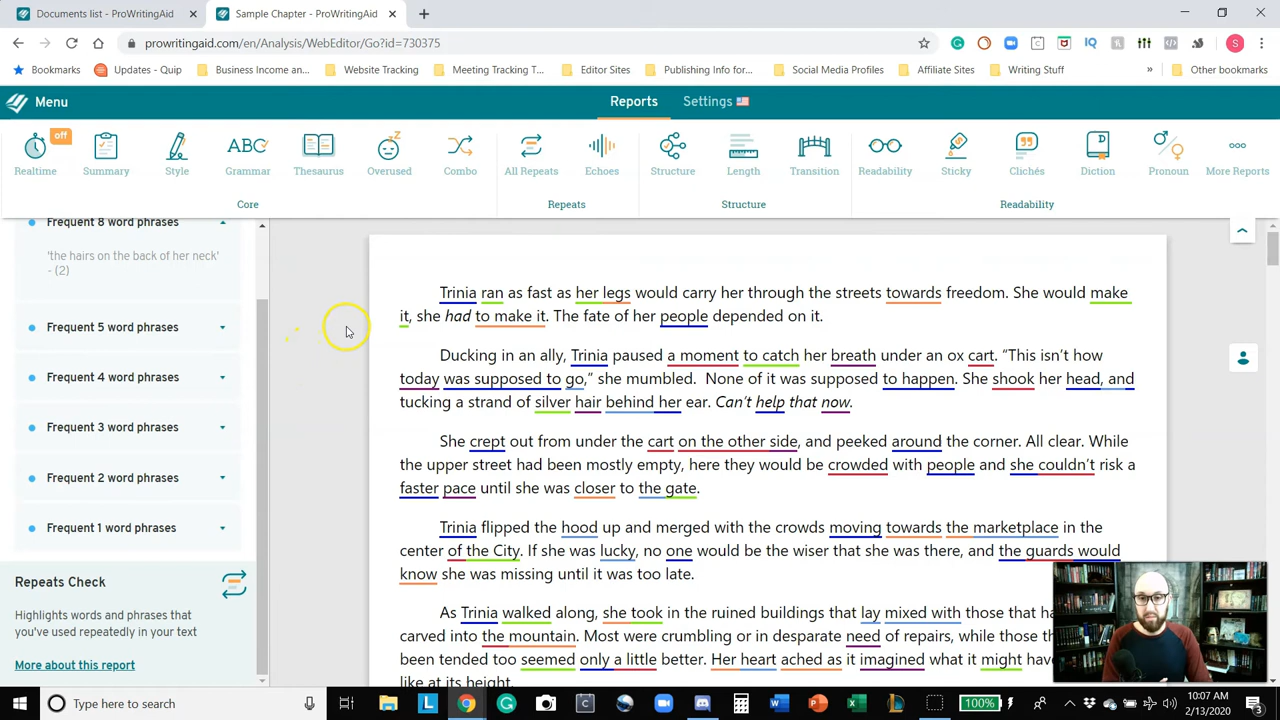 Documents list - ProWritingAid
Sample Chapter - ProWritingAid
prowritingaid.com/en/Analysis/WebEditor/Go?id=730375
Bookmarks
Updates - Quip
Business Income an...
Website Tracking
Meeting Tracking T...
Editor Sites
Publishing Info for...
Social Media Profiles
Affiliate Sites
Writing Stuff
»
Other bookmarks
Menu
Reports
Settings
off
Realtime
Summary
Style
ABC
Grammar
Thesaurus
Overused
Combo
All Repeats
Echoes
Structure
Length
Transition
Readability
Sticky
Clichés
Diction
Pronoun
More Reports
Core
Repeats
Structure
Readability
Frequent 8 word phrases
'the hairs on the back of her neck'
- (2)
Frequent 5 word phrases
Frequent 4 word phrases
Frequent 3 word phrases
Frequent 2 word phrases
Frequent 1 word phrases
Repeats Check
Highlights words and phrases that
you've used repeatedly in your text
More about this report
Trinia ran as fast as her legs would carry her through the streets towards freedom. She would make
it, she had to make it. The fate of her people depended on it.
Ducking in an ally, Trinia paused a moment to catch her breath under an ox cart. “This isn’t how
today was supposed to go,” she mumbled.  None of it was supposed to happen. She shook her head, and
tucking a strand of silver hair behind her ear. Can’t help that now.
She crept out from under the cart on the other side, and peeked around the corner. All clear. While
the upper street had been mostly empty, here they would be crowded with people and she couldn’t risk a
faster pace until she was closer to the gate.
Trinia flipped the hood up and merged with the crowds moving towards the marketplace in the
center of the City. If she was lucky, no one would be the wiser that she was there, and the guards would
know she was missing until it was too late.
As Trinia walked along, she took in the ruined buildings that lay mixed with those that ha
carved into the mountain. Most were crumbling or in desparate need of repairs, while those th
been tended too seemed only a little better. Her heart ached as it imagined what it might have
like at its height.
Type here to search
100%
10:07 AM
2/13/2020